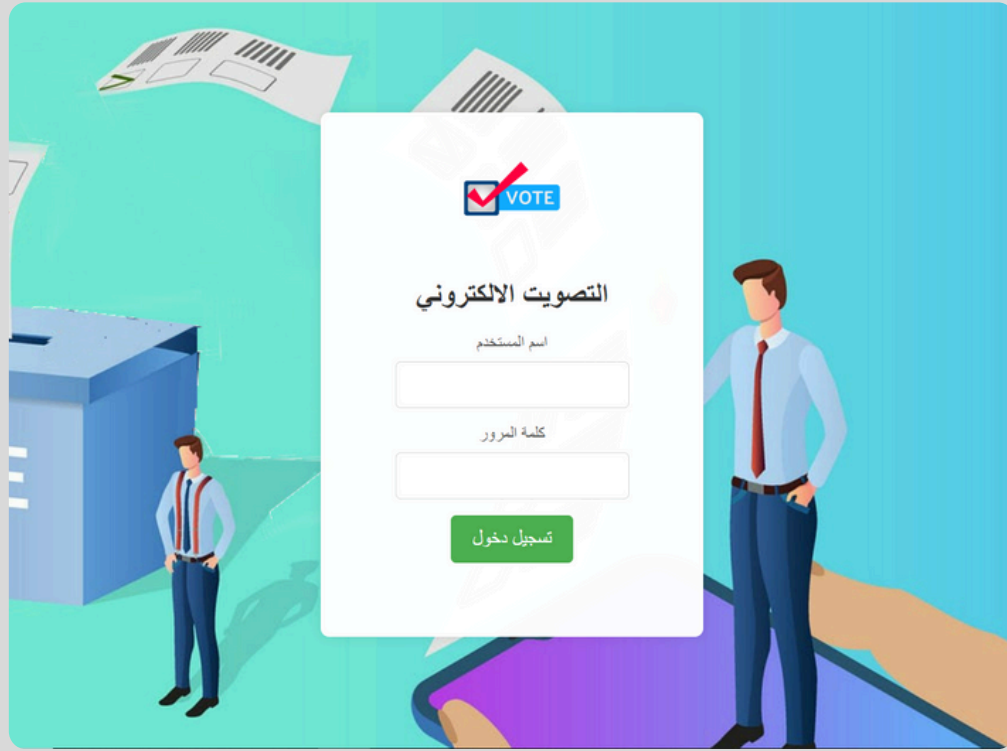 VOTE
التصويت الالكتروني
اسم المستخدم
كلمة المرور
تسجيل دخول